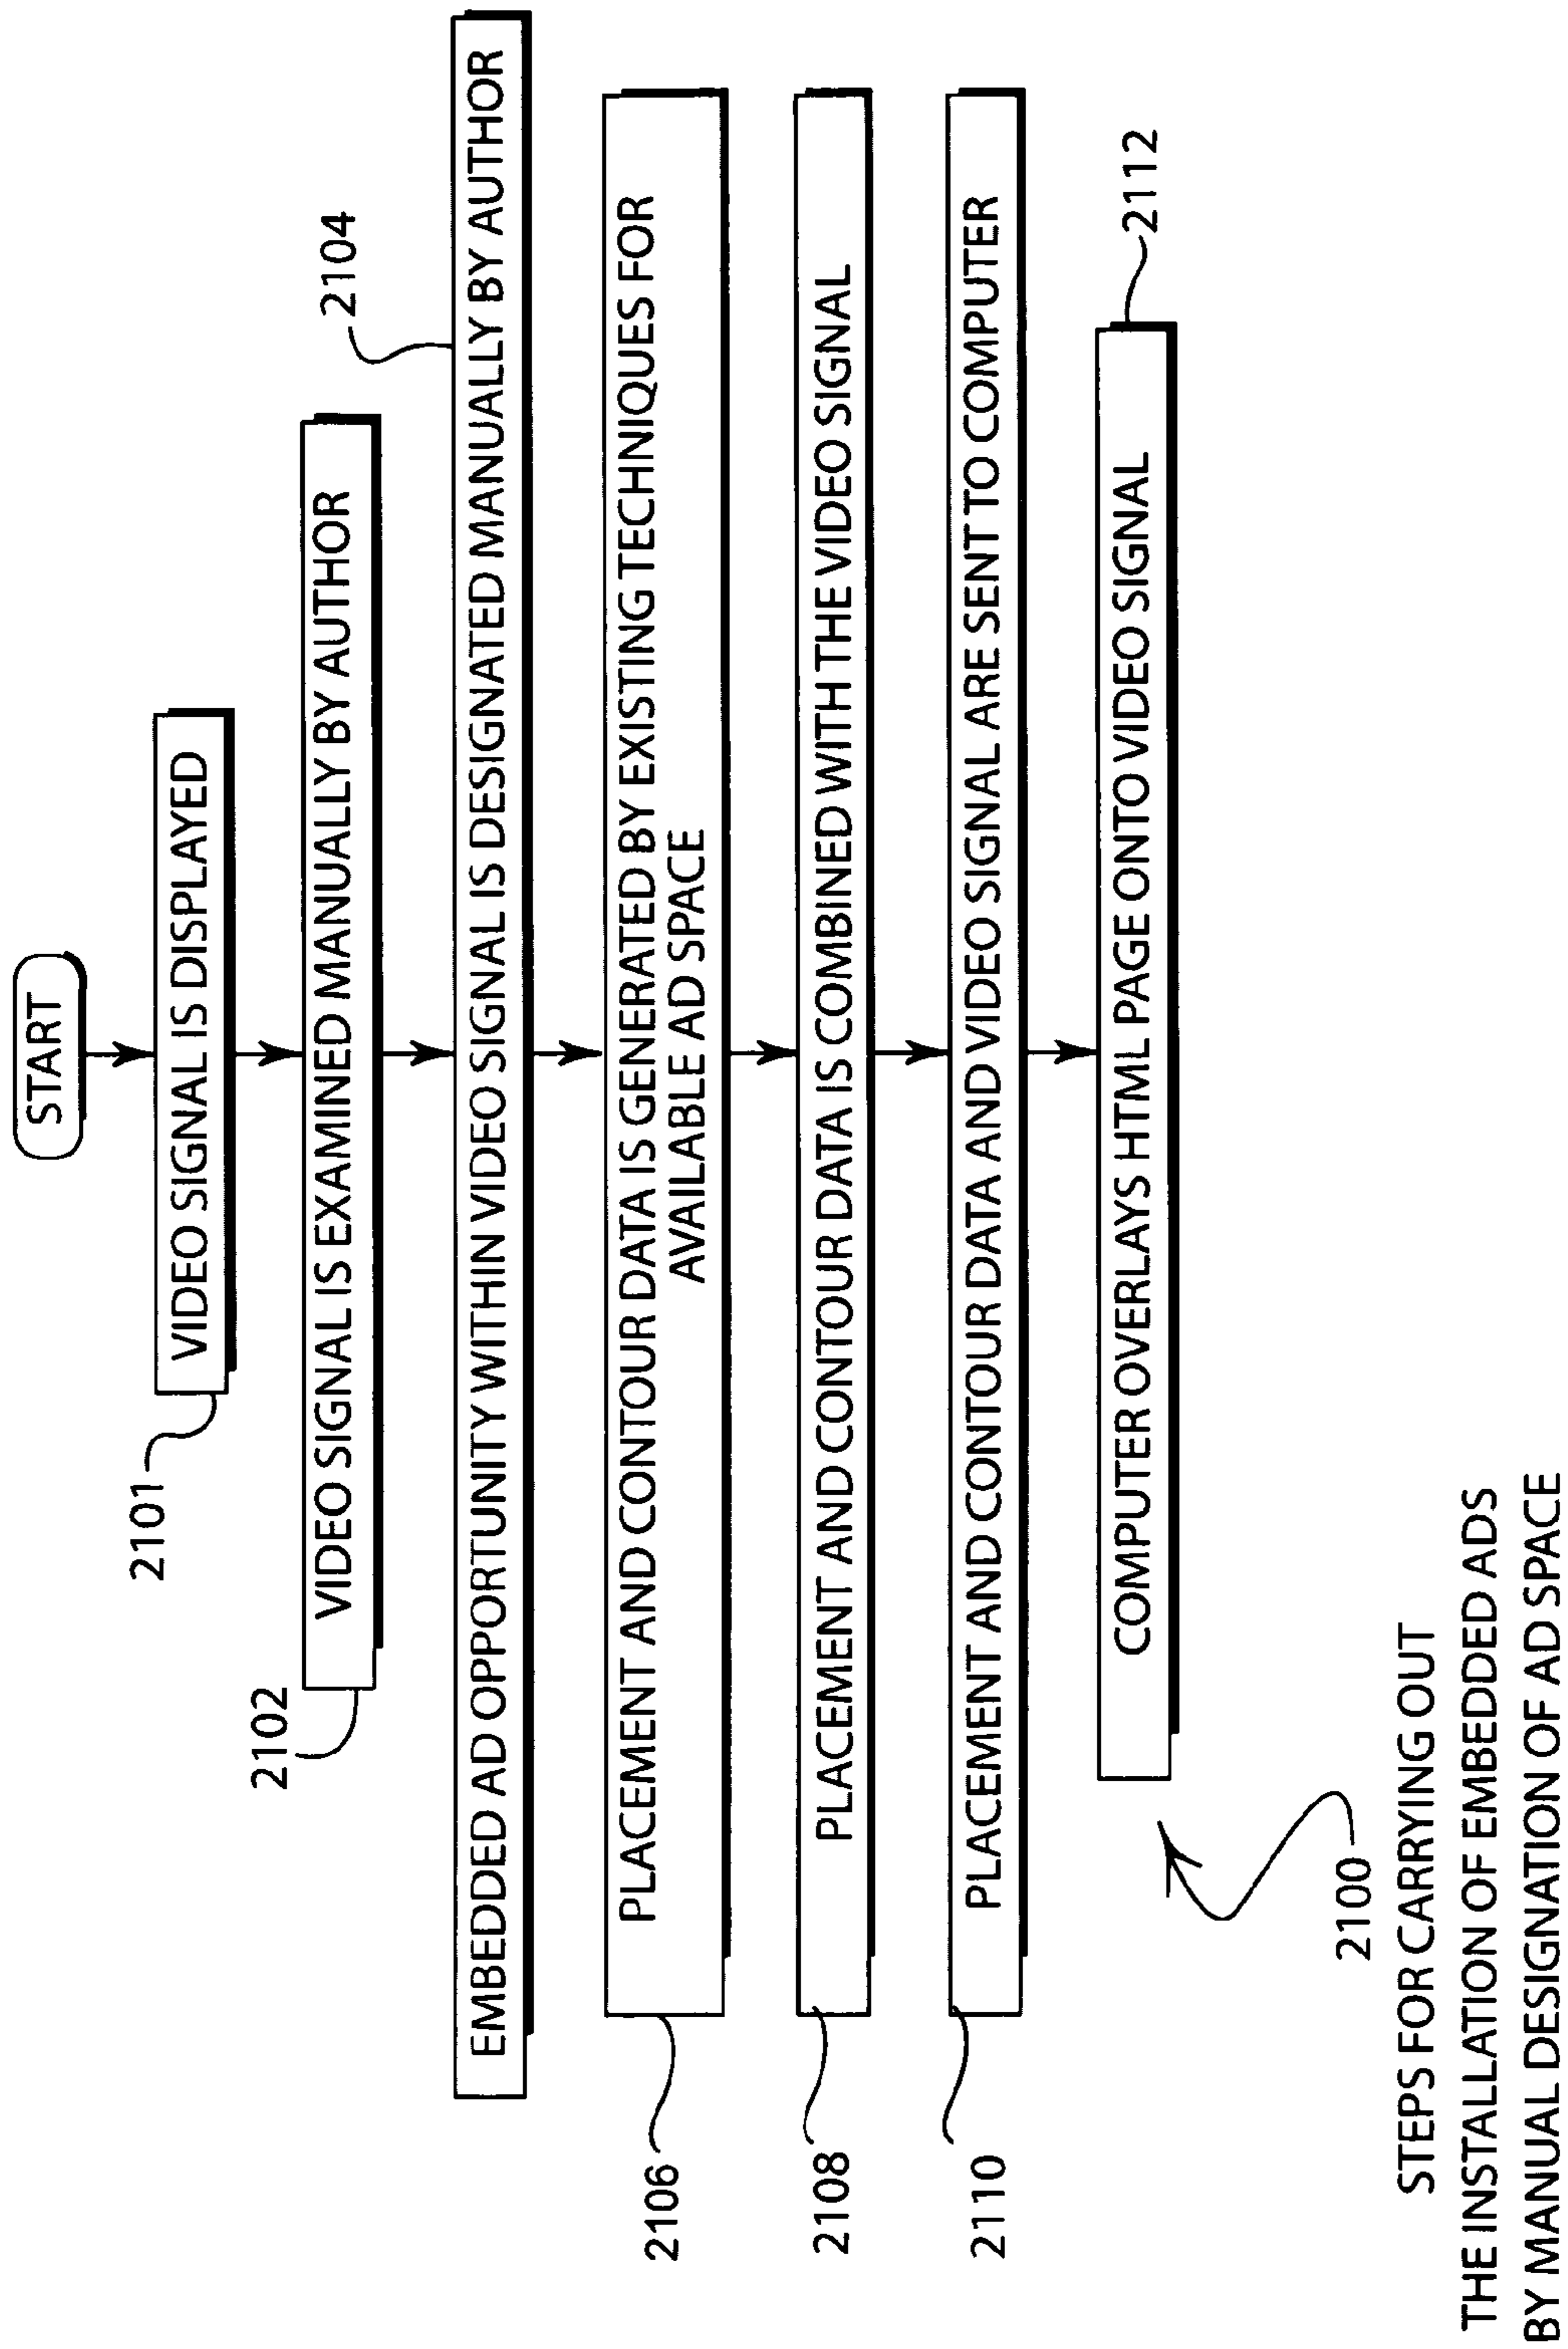 START
2101
VIDEO SIGNAL IS DISPLAYED
2102
VIDEO SIGNAL IS EXAMINED MANUALLY BY AUTHOR
2104
EMBEDDED AD OPPORTUNITY WITHIN VIDEO SIGNAL IS DESIGNATED MANUALLY BY AUTHOR
2106
PLACEMENT AND CONTOUR DATA IS GENERATED BY EXISTING TECHNIQUES FOR
AVAILABLE AD SPACE
2108
PLACEMENT AND CONTOUR DATA IS COMBINED WITH THE VIDEO SIGNAL
2110
PLACEMENT AND CONTOUR DATA AND VIDEO SIGNAL ARE SENT TO COMPUTER
2112
COMPUTER OVERLAYS HTML PAGE ONTO VIDEO SIGNAL
2100
STEPS FOR CARRYING OUT
THE INSTALLATION OF EMBEDDED ADS
BY MANUAL DESIGNATION OF AD SPACE